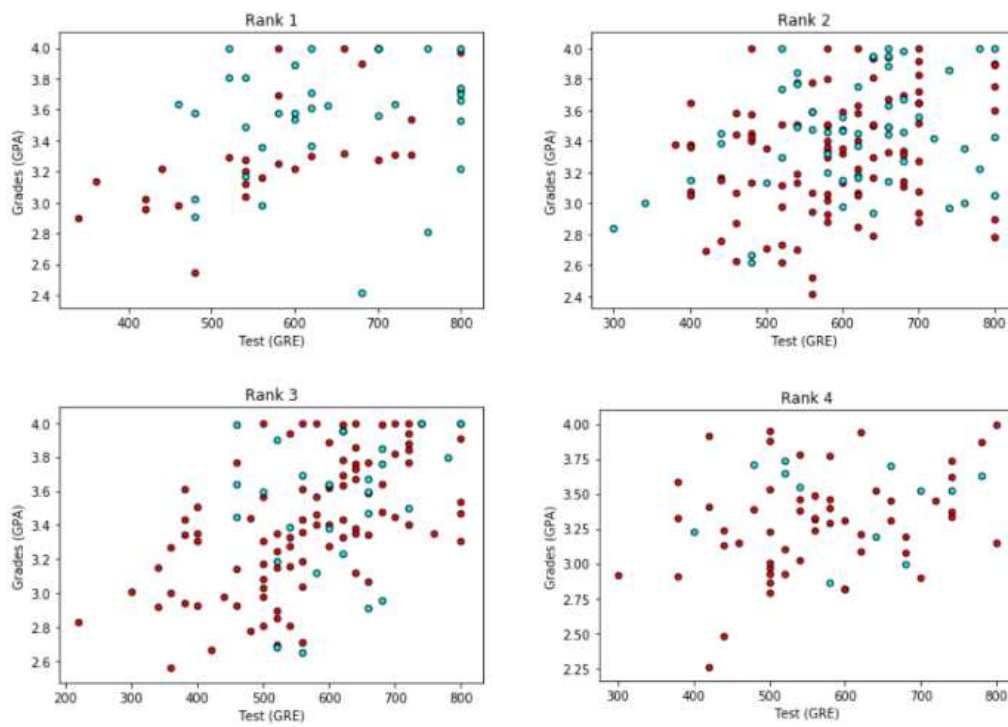 Rank 1
4.0
3.8
3.6
3.4
3.2
3.0
2.8
2.6
2.4
Grades (GPA)
400 500 600 700 800
Test (GRE)
Rank 2
4.0
3.8
3.6
3.4
3.2
3.0
2.8
2.6
2.4
Grades (GPA)
300 400 500 600 700 800
Test (GRE)
Rank 3
4.0
3.8
3.6
3.4
3.2
3.0
2.8
2.6
Grades (GPA)
200 300 400 500 600 700 800
Test (GRE)
Rank 4
4.00
3.75
3.50
3.25
3.00
2.75
2.50
2.25
Grades (GPA)
300 400 500 600 700 800
Test (GRE)